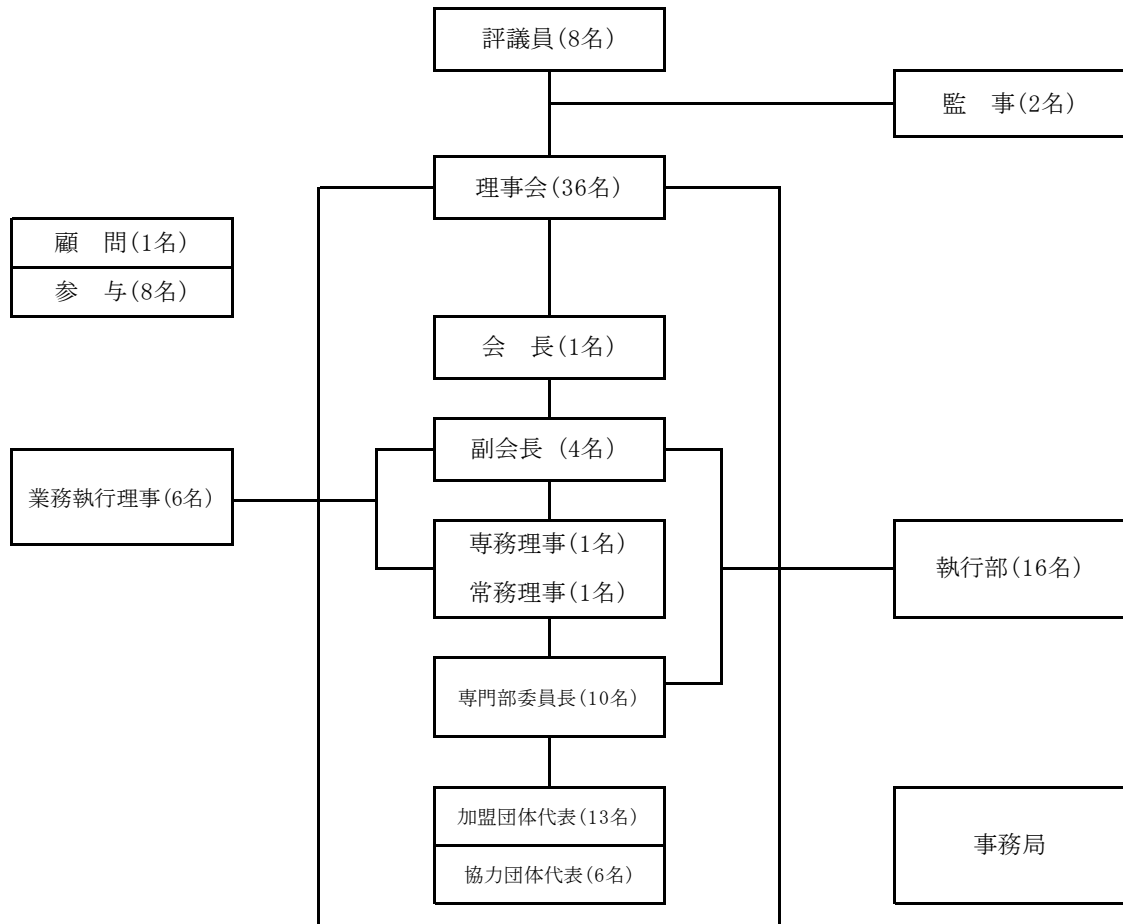 評議員(8名)
監　事(2名)
理事会(36名)
顧　問(1名)
参　与(8名)
会　長(1名)
副会長 (4名)
業務執行理事(6名)
専務理事(1名)
常務理事(1名)
執行部(16名)
専門部委員長(10名)
加盟団体代表(13名)
協力団体代表(6名)
事務局